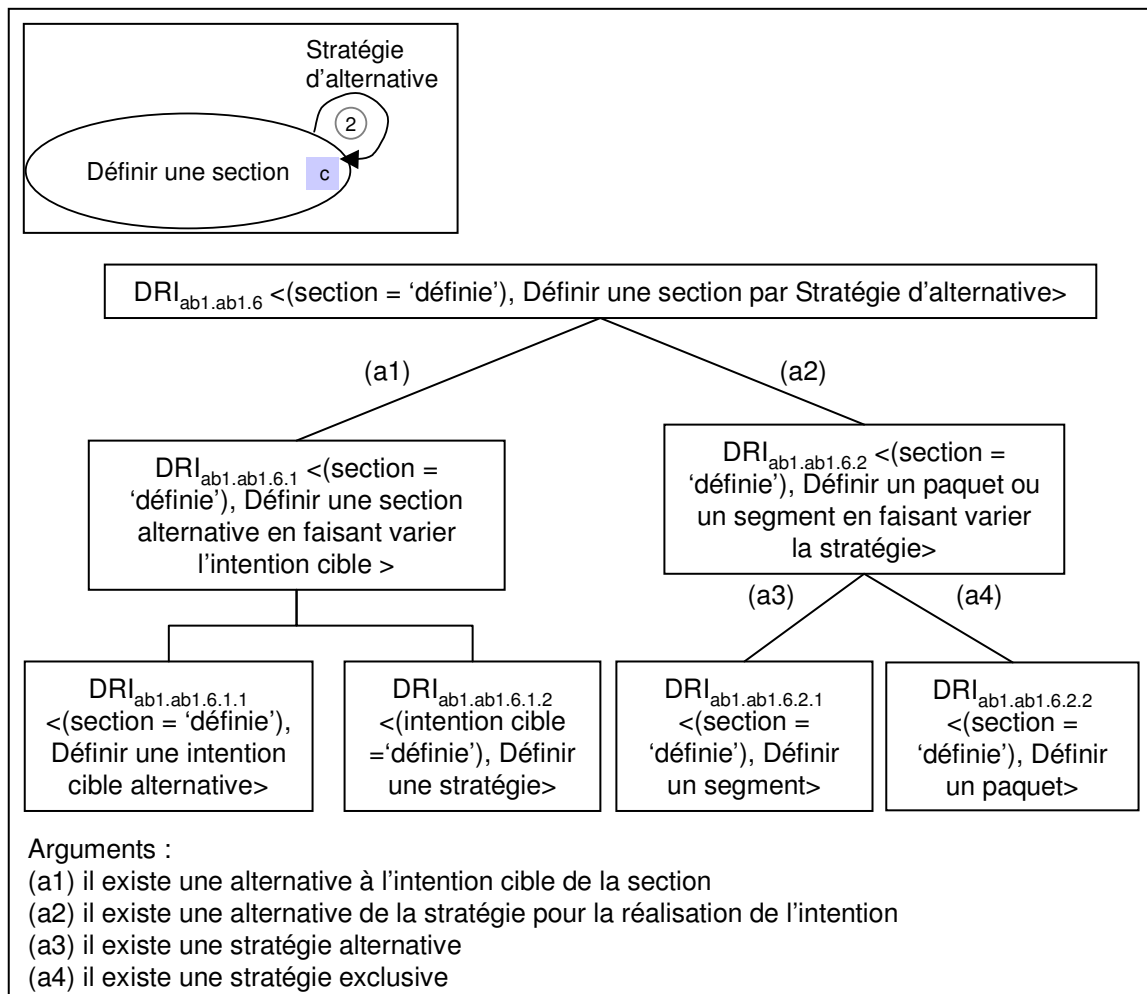 Stratégie
d'alternative
2
Définir une section
c
DRIab1.ab1.6 <(section = ‘définie’), Définir une section par Stratégie d’alternative>
(a1)
(a2)
DRIab1.ab1.6.1 <(section =
‘définie’), Définir une section
alternative en faisant varier
l’intention cible >
DRIab1.ab1.6.2 <(section =
‘définie’), Définir un paquet ou
un segment en faisant varier
la stratégie>
(a3)
(a4)
DRIab1.ab1.6.1.1
<(section = ‘définie’),
Définir une intention
cible alternative>
DRIab1.ab1.6.1.2
<(intention cible
=‘définie’), Définir
une stratégie>
DRIab1.ab1.6.2.1
<(section =
‘définie’), Définir
un segment>
DRIab1.ab1.6.2.2
<(section =
‘définie’), Définir
un paquet>
Arguments :
(a1) il existe une alternative à l’intention cible de la section
(a2) il existe une alternative de la stratégie pour la réalisation de l’intention
(a3) il existe une stratégie alternative
(a4) il existe une stratégie exclusive